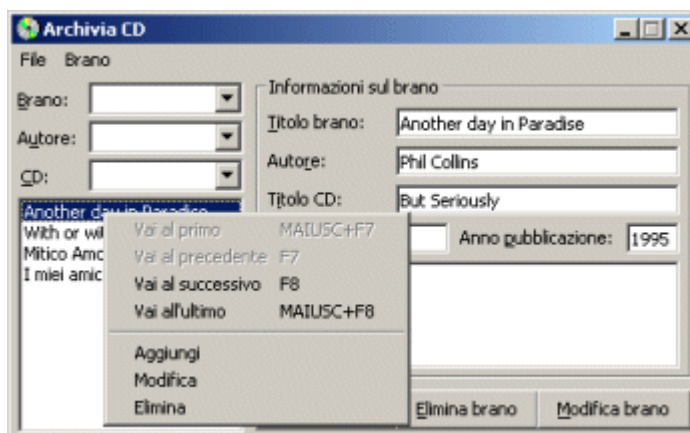 Archivia CD
File Brano
Brano:
Autore:
CD:
Another day in Paradise
With or wi
Mitico Amo
I miei amic
Vai al primo MAIUSC+F7
Vai al precedente F7
Vai al successivo F8
Vai all'ultimo MAIUSC+F8
Aggiungi
Modifica
Elimina
Informazioni sul brano
Titolo brano: Another day in Paradise
Autore: Phil Collins
Titolo CD: But Seriously
Anno pubblicazione: 1995
Elimina brano Modifica brano